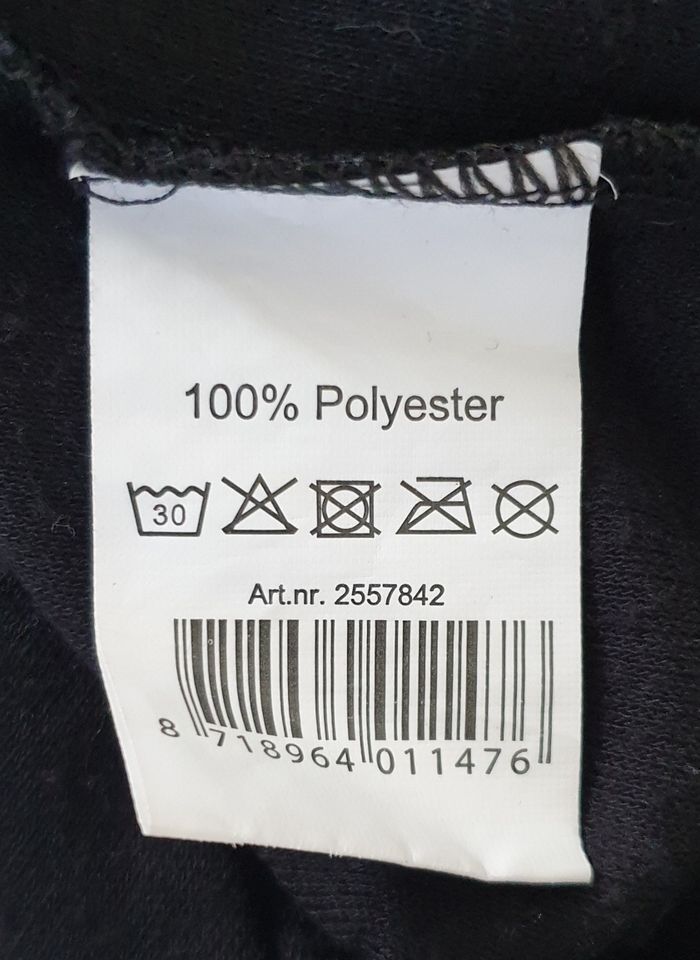 100% Polyester
30
Art.nr. 2557842
8 718964 011476